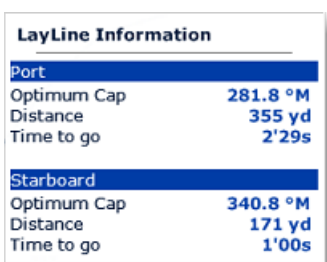 LayLine Information
Port
Optimum Cap 281.8 °M
Distance 355 yd
Time to go 2'29s
Starboard
Optimum Cap 340.8 °M
Distance 171 yd
Time to go 1'00s